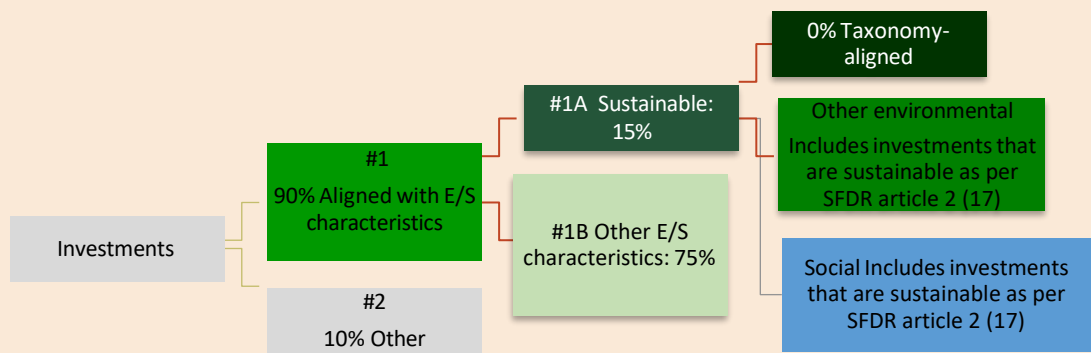 Investments
#1
90% Aligned with E/S
characteristics
#2
10% Other
#1A Sustainable:
15%
#1B Other E/S
characteristics: 75%
0% Taxonomy-
aligned
Other environmental
Includes investments that
are sustainable as per
SFDR article 2 (17)
Social Includes investments
that are sustainable as per
SFDR article 2 (17)